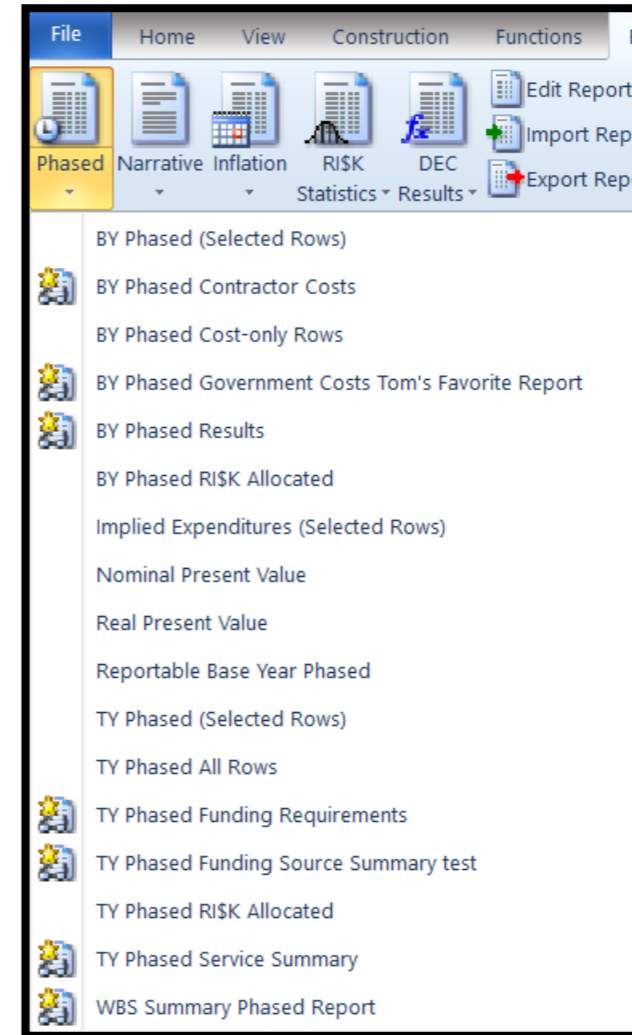 File Home View Construction Functions
Edit Report
Import Rep
Export Rep
Phased Narrative Inflation RI$K Statistics DEC Results
BY Phased (Selected Rows)
BY Phased Contractor Costs
BY Phased Cost-only Rows
BY Phased Government Costs Tom's Favorite Report
BY Phased Results
BY Phased RI$K Allocated
Implied Expenditures (Selected Rows)
Nominal Present Value
Real Present Value
Reportable Base Year Phased
TY Phased (Selected Rows)
TY Phased All Rows
TY Phased Funding Requirements
TY Phased Funding Source Summary test
TY Phased RI$K Allocated
TY Phased Service Summary
WBS Summary Phased Report